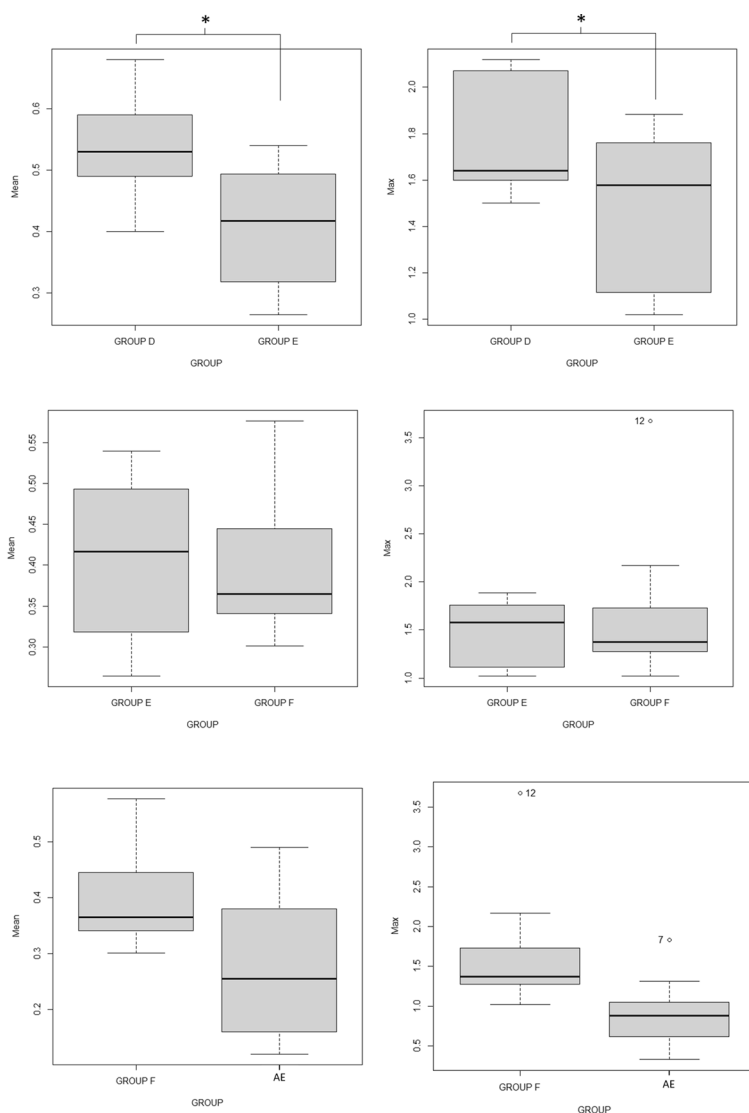 *
Mean
0.6
0.5
0.4
0.3
GROUP D GROUP E
GROUP
*
Max
2.0
1.8
1.6
1.4
1.2
1.0
GROUP D GROUP E
GROUP
Mean
0.55
0.50
0.45
0.40
0.35
0.30
GROUP E GROUP F
GROUP
Max
3.5
3.0
2.5
2.0
1.5
1.0
12
GROUP E GROUP F
GROUP
Mean
0.5
0.4
0.3
0.2
GROUP F AE
GROUP
Max
3.5
3.0
2.5
2.0
1.5
1.0
0.5
12
7
GROUP F AE
GROUP